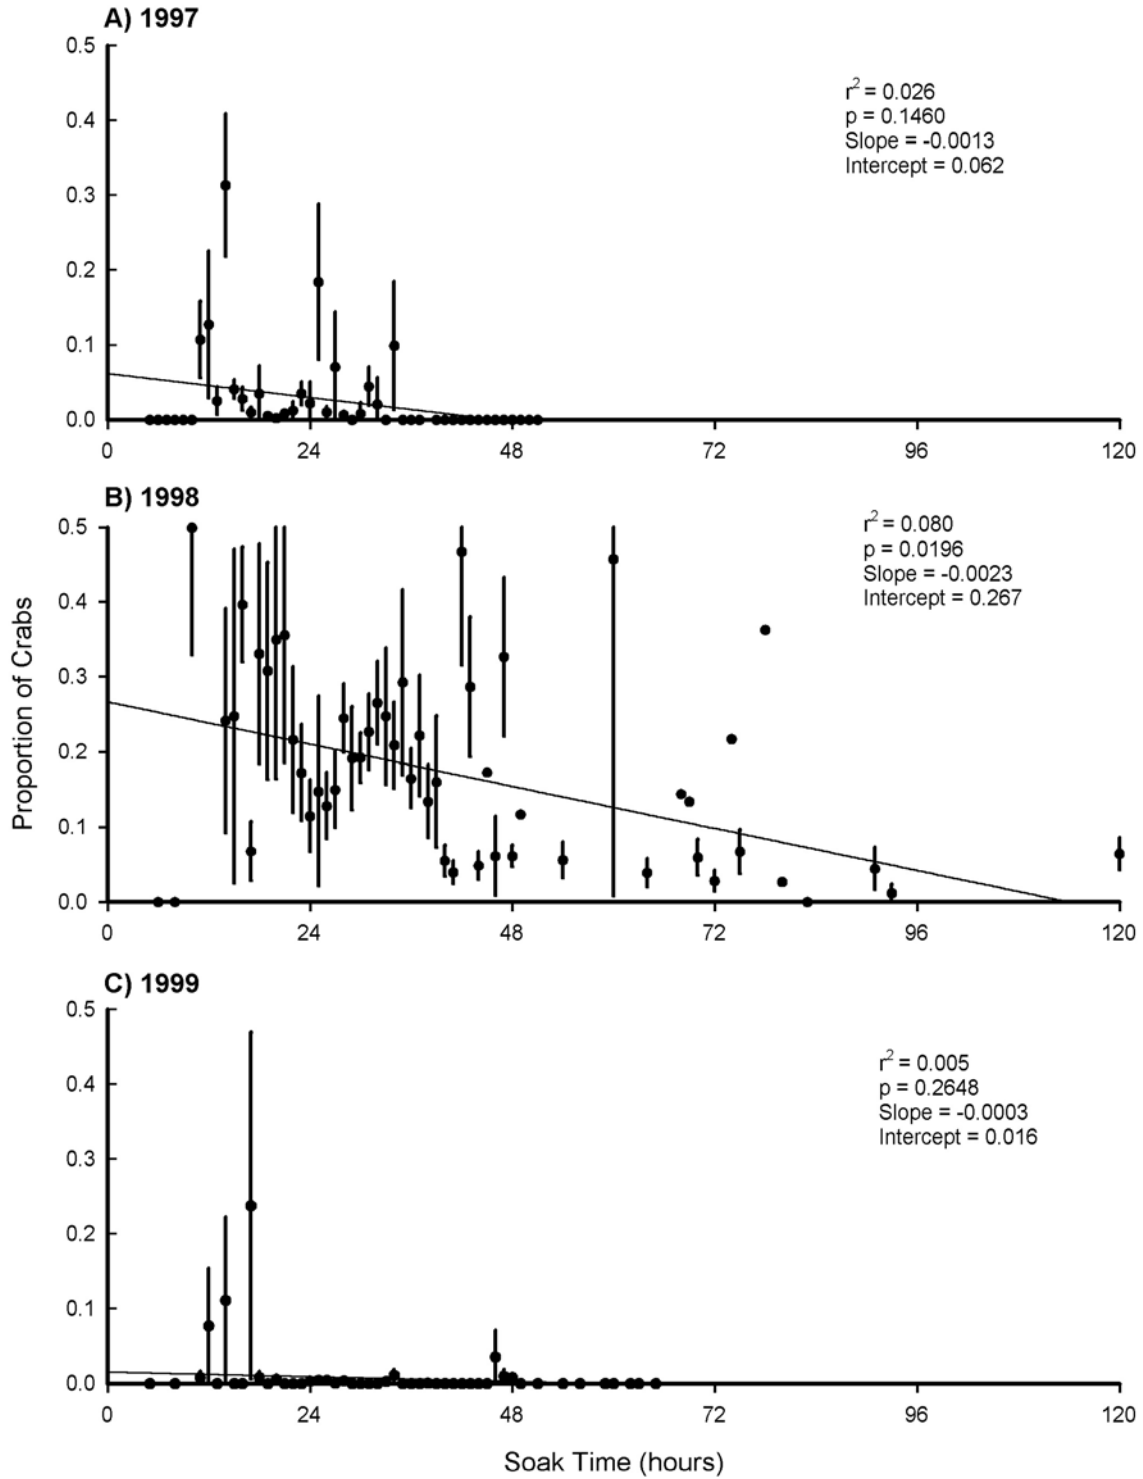 A) 1997
0.5
r² = 0.026
p = 0.1460
Slope = -0.0013
Intercept = 0.062
0.4
0.3
0.2
0.1
0.0
0 24 48 72 96 120
B) 1998
0.5
r² = 0.080
p = 0.0196
Slope = -0.0023
Intercept = 0.267
0.4
0.3
0.2
0.1
0.0
0 24 48 72 96 120
Proportion of Crabs
C) 1999
0.5
r² = 0.005
p = 0.2648
Slope = -0.0003
Intercept = 0.016
0.4
0.3
0.2
0.1
0.0
0 24 48 72 96 120
Soak Time (hours)